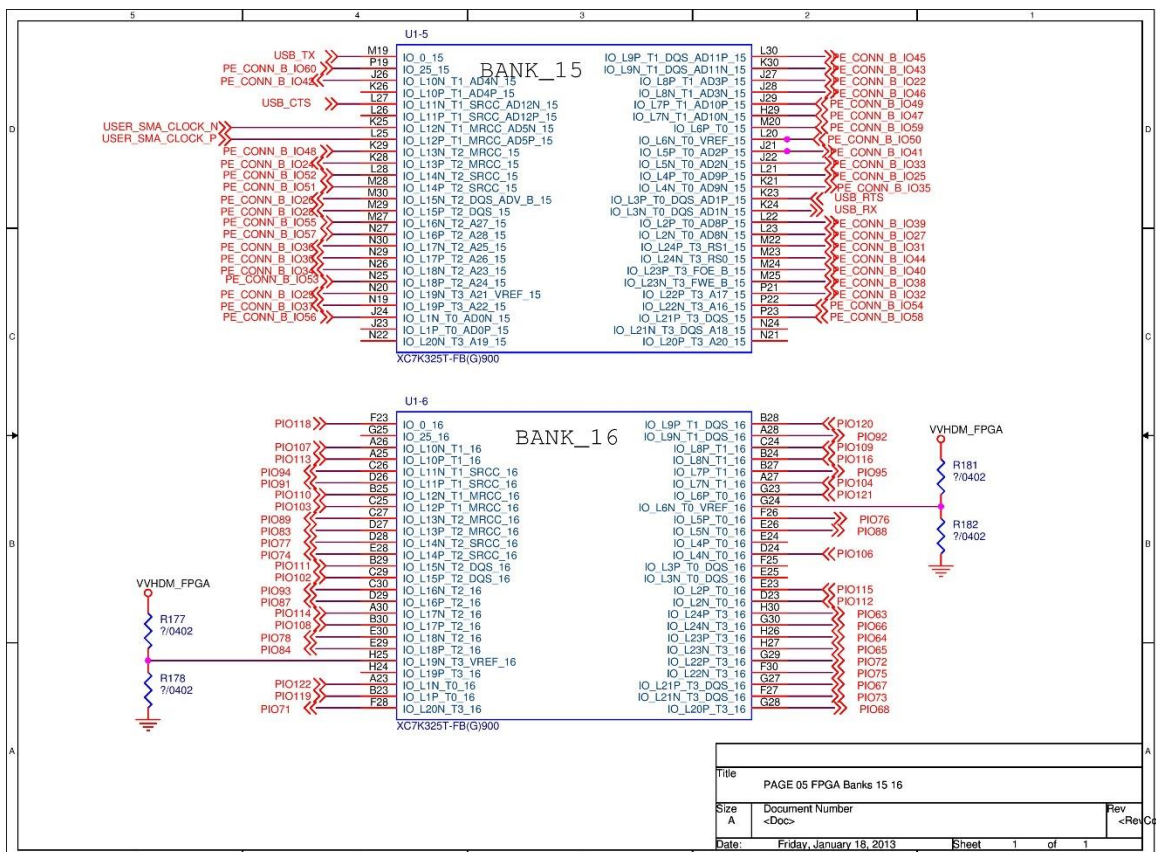 5 4 3 2 1
U1-5
BANK_15
USB_TX M19 IO_0_15 IO_L9P_T1_DQS_AD11P_15 L30 PE_CONN_B_IO45
PE_CONN_B_IO60 P19 IO_25_15 IO_L9N_T1_DQS_AD11N_15 K30 PE_CONN_B_IO43
PE_CONN_B_IO42 J26 IO_L10N_T1_AD4N_15 IO_L8P_T1_AD3P_15 J27 PE_CONN_B_IO22
K26 IO_L10P_T1_AD4P_15 IO_L8N_T1_AD3N_15 J28 PE_CONN_B_IO46
USB_CTS L27 IO_L11N_T1_SRCC_AD12N_15 IO_L7P_T1_AD10P_15 J29 PE_CONN_B_IO49
L26 IO_L11P_T1_SRCC_AD12P_15 IO_L7N_T1_AD10N_15 H29 PE_CONN_B_IO47
USER_SMA_CLOCK_N K25 IO_L12N_T1_MRCC_AD5N_15 IO_L6P_T0_15 M20 PE_CONN_B_IO59
USER_SMA_CLOCK_P L25 IO_L12P_T1_MRCC_AD5P_15 IO_L6N_T0_VREF_15 L20 PE_CONN_B_IO50
PE_CONN_B_IO48 K29 IO_L13N_T2_MRCC_15 IO_L5P_T0_AD2P_15 J21 PE_CONN_B_IO41
PE_CONN_B_IO24 K28 IO_L13P_T2_MRCC_15 IO_L5N_T0_AD2N_15 J22 PE_CONN_B_IO33
PE_CONN_B_IO52 L28 IO_L14N_T2_SRCC_15 IO_L4P_T0_AD9P_15 L21 PE_CONN_B_IO25
PE_CONN_B_IO51 M28 IO_L14P_T2_SRCC_15 IO_L4N_T0_AD9N_15 K21 PE_CONN_B_IO35
PE_CONN_B_IO26 M30 IO_L15N_T2_DQS_ADV_B_15 IO_L3P_T0_DQS_AD1P_15 K23 USB_RTS
PE_CONN_B_IO28 M29 IO_L15P_T2_DQS_15 IO_L3N_T0_DQS_AD1N_15 K24 USB_RX
PE_CONN_B_IO55 M27 IO_L16N_T2_A27_15 IO_L2P_T0_AD8P_15 L22 PE_CONN_B_IO39
PE_CONN_B_IO57 N27 IO_L16P_T2_A28_15 IO_L2N_T0_AD8N_15 L23 PE_CONN_B_IO27
N30 IO_L17N_T2_A25_15 IO_L24P_T3_RS1_15 M22 PE_CONN_B_IO31
N29 IO_L17P_T2_A26_15 IO_L24N_T3_RS0_15 M23 PE_CONN_B_IO44
PE_CONN_B_IO34 N26 IO_L18N_T2_A23_15 IO_L23P_T3_FOE_B_15 M24 PE_CONN_B_IO40
PE_CONN_B_IO53 N25 IO_L18P_T2_A24_15 IO_L23N_T3_FWE_B_15 M25 PE_CONN_B_IO38
PE_CONN_B_IO29 N20 IO_L19N_T3_A21_VREF_15 IO_L22P_T3_A17_15 P21 PE_CONN_B_IO32
PE_CONN_B_IO37 N19 IO_L19P_T3_A22_15 IO_L22N_T3_A16_15 P22 PE_CONN_B_IO54
PE_CONN_B_IO56 J24 IO_L1N_T0_AD0N_15 IO_L21P_T3_DQS_15 P23 PE_CONN_B_IO58
J23 IO_L1P_T0_AD0P_15 IO_L21N_T3_DQS_A18_15 N24
N22 IO_L20N_T3_A19_15 IO_L20P_T3_A20_15 N21
XC7K325T-FB(G)900
U1-6
BANK_16
PIO118 F23 IO_0_16 IO_L9P_T1_DQS_16 B28 PIO120
G25 IO_25_16 IO_L9N_T1_DQS_16 A28 PIO92
PIO107 A26 IO_L10N_T1_16 IO_L8P_T1_16 C24 PIO109
PIO113 A25 IO_L10P_T1_16 IO_L8N_T1_16 B24 PIO116
PIO94 C26 IO_L11N_T1_SRCC_16 IO_L7P_T1_16 B27 PIO95
PIO91 D26 IO_L11P_T1_SRCC_16 IO_L7N_T1_16 A27 PIO104
PIO110 B25 IO_L12N_T1_MRCC_16 IO_L6P_T0_16 G23 PIO121
PIO103 C25 IO_L12P_T1_MRCC_16 IO_L6N_T0_VREF_16 G24
PIO89 C27 IO_L13N_T2_MRCC_16 IO_L5P_T0_16 F26 PIO76
PIO83 D27 IO_L13P_T2_MRCC_16 IO_L5N_T0_16 E26 PIO88
PIO77 D28 IO_L14N_T2_SRCC_16 IO_L4P_T0_16 E24
PIO74 E28 IO_L14P_T2_SRCC_16 IO_L4N_T0_16 D24 PIO106
PIO111 B29 IO_L15N_T2_DQS_16 IO_L3P_T0_DQS_16 F25
PIO102 C29 IO_L15P_T2_DQS_16 IO_L3N_T0_DQS_16 E25
PIO93 C30 IO_L16N_T2_16 IO_L2P_T0_16 E23 PIO115
PIO87 D29 IO_L16P_T2_16 IO_L2N_T0_16 D23 PIO112
PIO114 A30 IO_L17N_T2_16 IO_L24P_T3_16 H30 PIO63
PIO108 B30 IO_L17P_T2_16 IO_L24N_T3_16 G30 PIO66
PIO78 E30 IO_L18N_T2_16 IO_L23P_T3_16 H26 PIO64
PIO84 E29 IO_L18P_T2_16 IO_L23N_T3_16 H27 PIO65
H25 IO_L19N_T3_VREF_16 IO_L22P_T3_16 G29 PIO72
H24 IO_L19P_T3_16 IO_L22N_T3_16 F30 PIO75
PIO122 A23 IO_L1N_T0_16 IO_L21P_T3_DQS_16 G27 PIO67
PIO119 B23 IO_L1P_T0_16 IO_L21N_T3_DQS_16 F27 PIO73
PIO71 F28 IO_L20N_T3_16 IO_L20P_T3_16 G28 PIO68
XC7K325T-FB(G)900
VVHDM_FPGA
R181
?/0402
R182
?/0402
VVHDM_FPGA
R177
?/0402
R178
?/0402
D
C
B
A
D
C
B
A
Title
PAGE 05 FPGA Banks 15 16
Size Document Number Rev
A <Doc> <RevCo
Date: Friday, January 18, 2013 Sheet 1 of 1